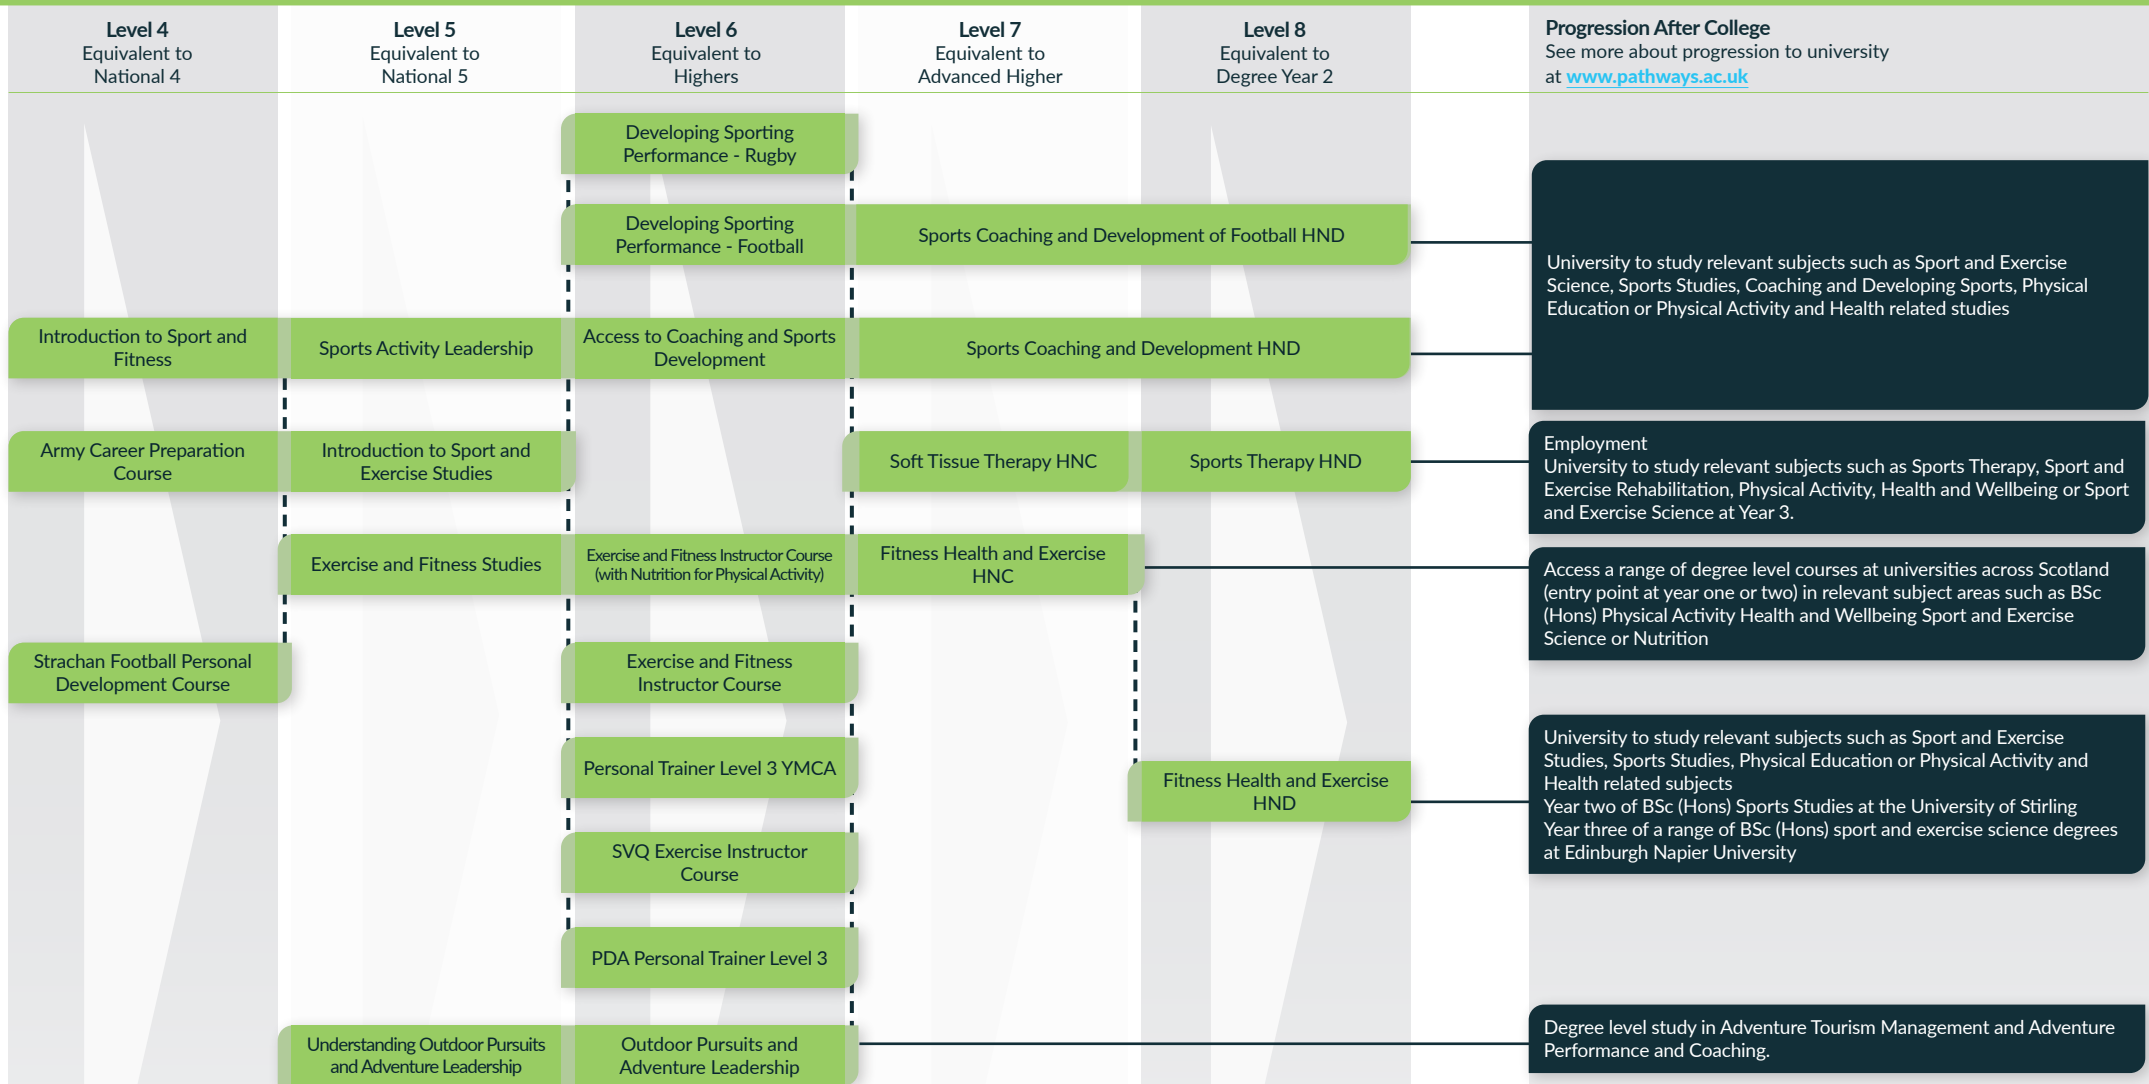 Level 4
Equivalent to
National 4
Level 5
Equivalent to
National 5
Level 6
Equivalent to
Highers
Level 7
Equivalent to
Advanced Higher
Level 8
Equivalent to
Degree Year 2
Progression After College
See more about progression to university
at www.pathways.ac.uk
Developing Sporting
Performance - Rugby
Developing Sporting
Performance - Football
Sports Coaching and Development of Football HND
University to study relevant subjects such as Sport and Exercise
Science, Sports Studies, Coaching and Developing Sports, Physical
Education or Physical Activity and Health related studies
Introduction to Sport and
Fitness
Sports Activity Leadership
Access to Coaching and Sports
Development
Sports Coaching and Development HND
Army Career Preparation
Course
Introduction to Sport and
Exercise Studies
Soft Tissue Therapy HNC
Sports Therapy HND
Employment
University to study relevant subjects such as Sports Therapy, Sport and
Exercise Rehabilitation, Physical Activity, Health and Wellbeing or Sport
and Exercise Science at Year 3.
Exercise and Fitness Studies
Exercise and Fitness Instructor Course
(with Nutrition for Physical Activity)
Fitness Health and Exercise
HNC
Access a range of degree level courses at universities across Scotland
(entry point at year one or two) in relevant subject areas such as BSc
(Hons) Physical Activity Health and Wellbeing Sport and Exercise
Science or Nutrition
Strachan Football Personal
Development Course
Exercise and Fitness
Instructor Course
Personal Trainer Level 3 YMCA
Fitness Health and Exercise
HND
University to study relevant subjects such as Sport and Exercise
Studies, Sports Studies, Physical Education or Physical Activity and
Health related subjects
Year two of BSc (Hons) Sports Studies at the University of Stirling
Year three of a range of BSc (Hons) sport and exercise science degrees
at Edinburgh Napier University
SVQ Exercise Instructor
Course
PDA Personal Trainer Level 3
Understanding Outdoor Pursuits
and Adventure Leadership
Outdoor Pursuits and
Adventure Leadership
Degree level study in Adventure Tourism Management and Adventure
Performance and Coaching.